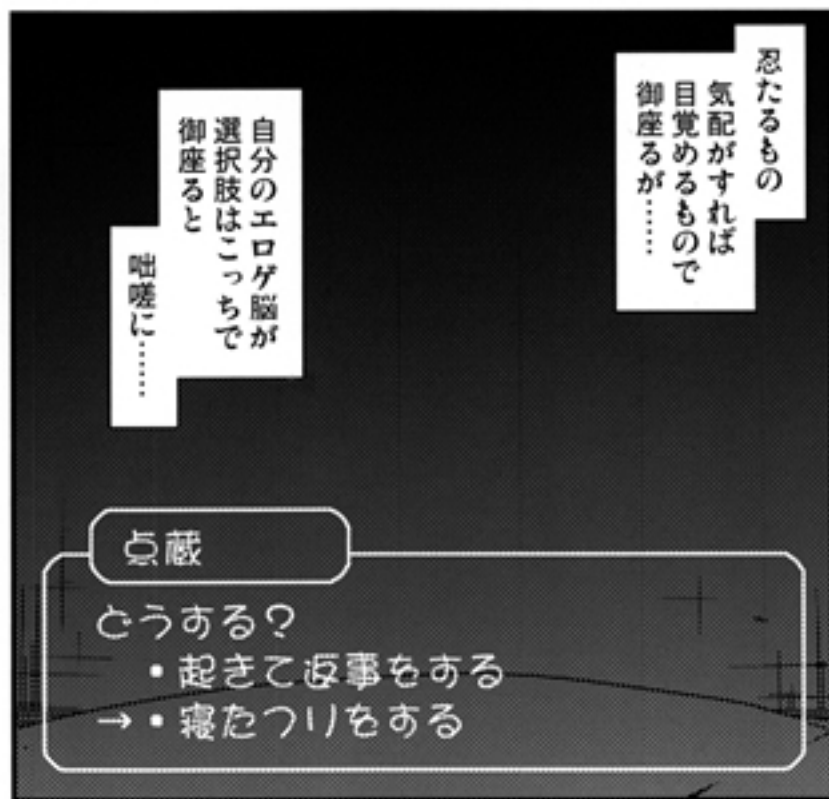 忍たるもの
気配がすれば
目覚めるもので
御座るが……
自分のエロゲ脳が
選択肢はこっちで
御座ると
咄嗟に……
点蔵
どうする？
・起きて返事をする
→・寝たつりをする